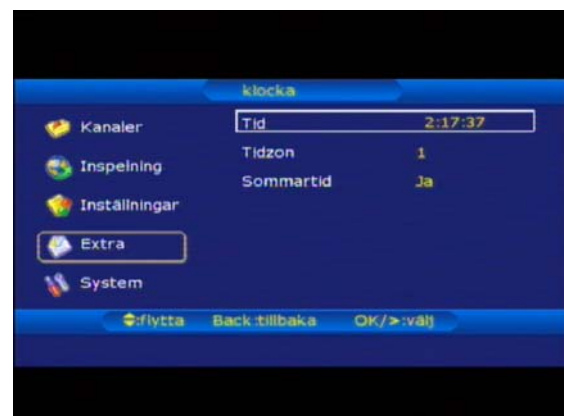 klocka
Kanaler
Inspelning
Inställningar
Extra
System
Tid 2:17:37
Tidzon 1
Sommartid Ja
:flytta Back:tillbaka OK/>:välj